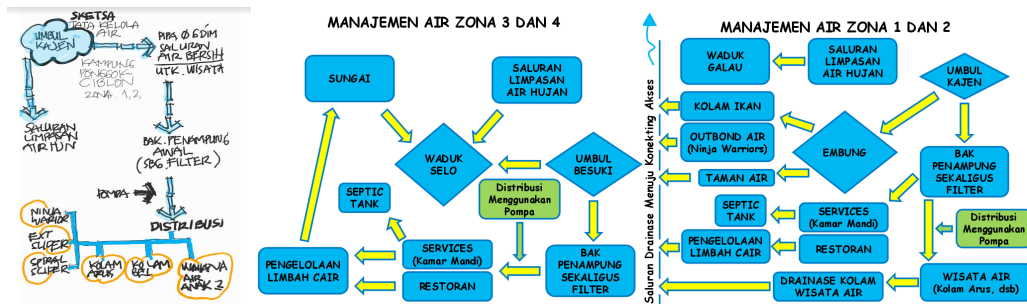 SKETSA
TATA KELOLA
AIR
UMBUL
KAJEN
PIPA Ø 6 DIM
SALURAN
AIR BERSIH
UTK. WISATA
KAMPUNG
PONGGOK
CIBLON
ZONA. 1, 2,
SALURAN
LIMPASAN
BAK. PENAMPUNG
AWAL
(SBG. FILTER)
POMPA
DISTRIBUSI
NINJA
WARIOR
EXT
SLIPER
SPIRAL
SLIPER
KOLAM
ARUS
KOLAM
WAHANA
AIR
ANAK 2
MANAJEMEN AIR ZONA 3 DAN 4
SUNGAI
SALURAN
LIMPASAN
AIR HUJAN
WADUK
SELO
UMBUL
BESUKI
SEPTIC
TANK
Distribusi
Menggunakan
Pompa
PENGELOLAAN
LIMBAH CAIR
SERVICES
(Kamar Mandi)
RESTORAN
BAK
PENAMPUNG
SEKALIGUS
FILTER
Saluran Drainase Menuju Konekting Akses
MANAJEMEN AIR ZONA 1 DAN 2
WADUK
GALAU
SALURAN
LIMPASAN
AIR HUJAN
UMBUL
KAJEN
KOLAM IKAN
OUTBOND AIR
(Ninja Warriors)
TAMAN AIR
EMBUNG
BAK
PENAMPUNG
SEKALIGUS
FILTER
SEPTIC
TANK
SERVICES
(Kamar Mandi)
PENGELOLAAN
LIMBAH CAIR
RESTORAN
Distribusi
Menggunakan
Pompa
DRAINASE KOLAM
WISATA AIR
WISATA AIR
(Kolam Arus, dsb)